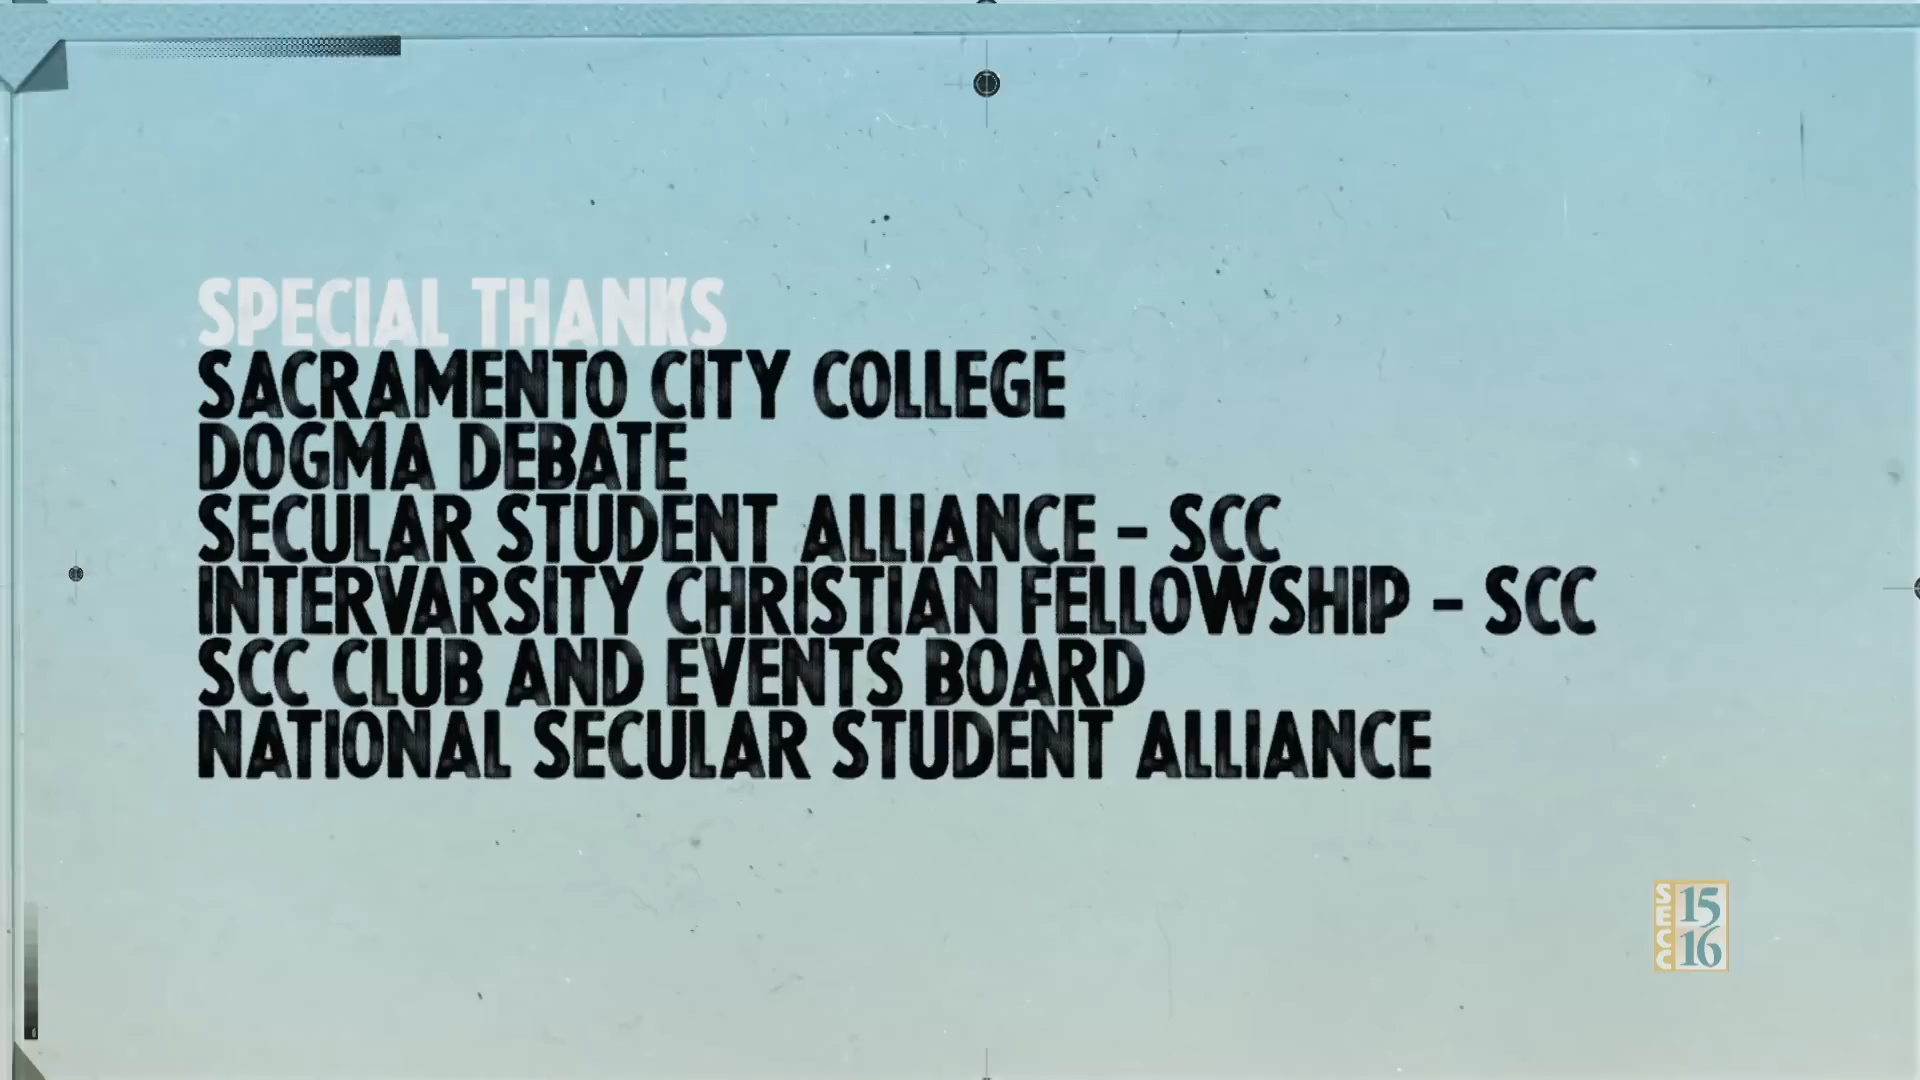 SPECIAL THANKS
SACRAMENTO CITY COLLEGE
DOGMA DEBATE
SECULAR STUDENT ALLIANCE – SCC
INTERVARSITY CHRISTIAN FELLOWSHIP – SCC
SCC CLUB AND EVENTS BOARD
NATIONAL SECULAR STUDENT ALLIANCE
SECC
15
16